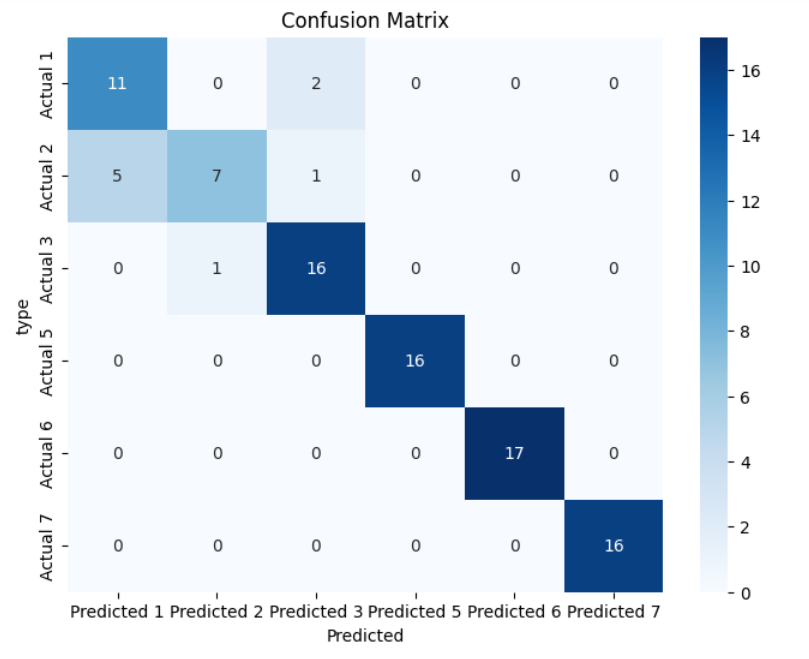 Confusion Matrix
Actual 1 11 0 2 0 0 0
Actual 2 5 7 1 0 0 0
Actual 3 0 1 16 0 0 0
Actual 5 0 0 0 16 0 0
Actual 6 0 0 0 0 17 0
Actual 7 0 0 0 0 0 16
Predicted 1 Predicted 2 Predicted 3 Predicted 5 Predicted 6 Predicted 7
Predicted
type
16
14
12
10
8
6
4
2
0